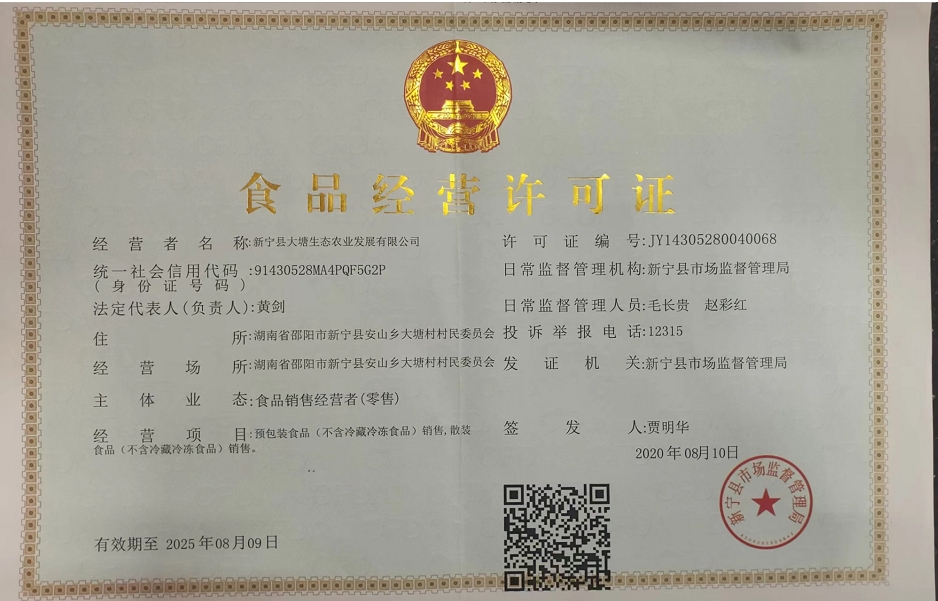 食品经营许可证
经营者名称:新宁县大塘生态农业发展有限公司
统一社会信用代码:91430528MA4PQF5G2P
(身份证号码)
法定代表人(负责人):黄剑
住所:湖南省邵阳市新宁县安山乡大塘村村民委员会
经营场所:湖南省邵阳市新宁县安山乡大塘村村民委员会
主体业态:食品销售经营者(零售)
经营项目:预包装食品（不含冷藏冷冻食品）销售,散装
食品（不含冷藏冷冻食品）销售。
有效期至 2025年08月09日
许可证编号:JY14305280040068
日常监督管理机构:新宁县市场监督管理局
日常监督管理人员:毛长贵 赵彩红
投诉举报电话:12315
发证机关:新宁县市场监督管理局
签发人:贾明华
2020年08月10日
新宁县市场监督管理局